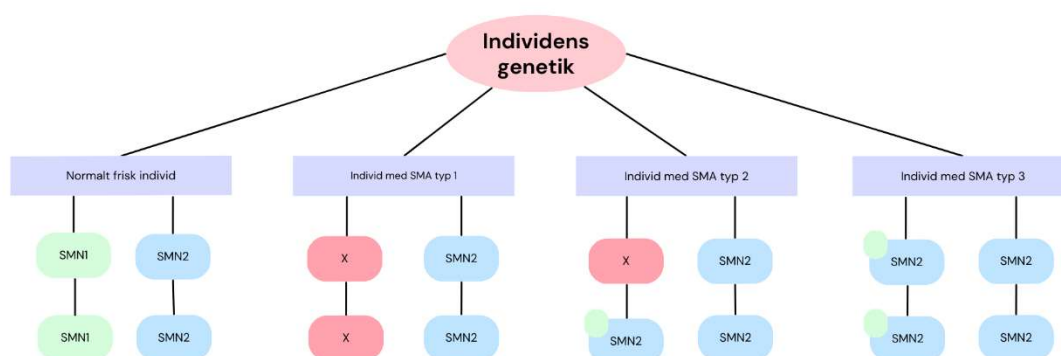 Individens
genetik
Normalt frisk individ
Individ med SMA typ 1
Individ med SMA typ 2
Individ med SMA typ 3
SMN1
SMN2
X
SMN2
X
SMN2
SMN2
SMN2
SMN1
SMN2
X
SMN2
SMN2
SMN2
SMN2
SMN2